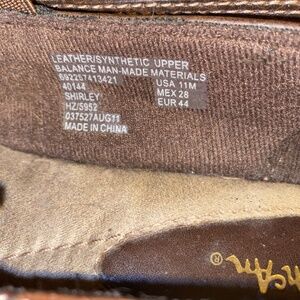 LEATHER/SYNTHETIC UPPER
BALANCE MAN-MADE MATERIALS
692257413421 USA 11M
40144 MEX 28
SHIRLEY EUR 44
HZ/5952
037527AUG11
MADE IN CHINA